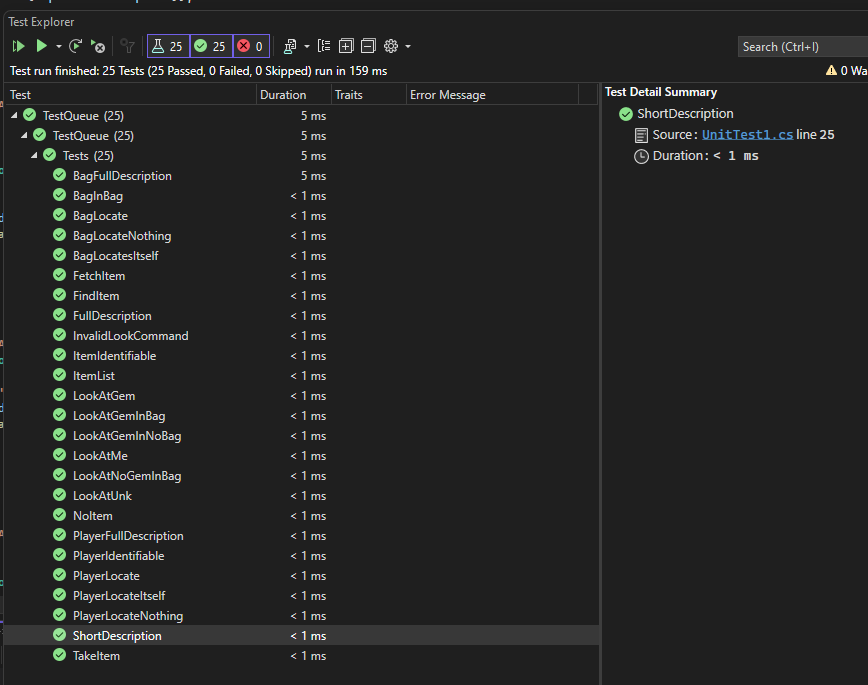 Test Explorer
25 25 0
Search (Ctrl+I)
Test run finished: 25 Tests (25 Passed, 0 Failed, 0 Skipped) run in 159 ms
0 Wa
Test Duration Traits Error Message
TestQueue (25) 5 ms
TestQueue (25) 5 ms
Tests (25) 5 ms
BagFullDescription 5 ms
BagInBag < 1 ms
BagLocate < 1 ms
BagLocateNothing < 1 ms
BagLocatesItself < 1 ms
FetchItem < 1 ms
FindItem < 1 ms
FullDescription < 1 ms
InvalidLookCommand < 1 ms
ItemIdentifiable < 1 ms
ItemList < 1 ms
LookAtGem < 1 ms
LookAtGemInBag < 1 ms
LookAtGemInNoBag < 1 ms
LookAtMe < 1 ms
LookAtNoGemInBag < 1 ms
LookAtUnk < 1 ms
NoItem < 1 ms
PlayerFullDescription < 1 ms
PlayerIdentifiable < 1 ms
PlayerLocate < 1 ms
PlayerLocateItself < 1 ms
PlayerLocateNothing < 1 ms
ShortDescription < 1 ms
TakeItem < 1 ms
Test Detail Summary
ShortDescription
Source: UnitTest1.cs line 25
Duration: < 1 ms